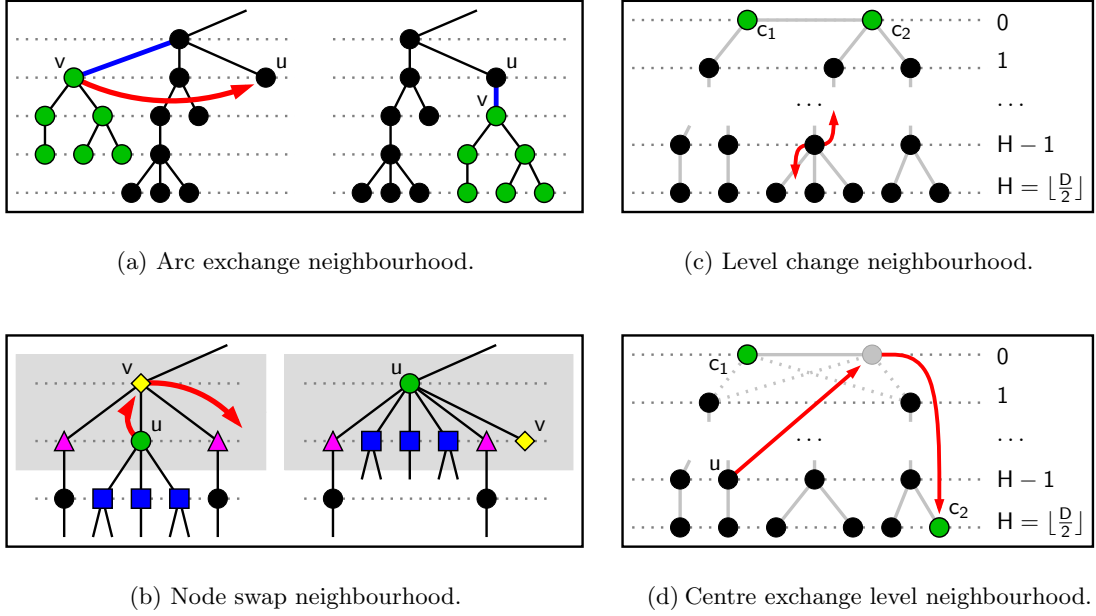 v
u
u
v
(a) Arc exchange neighbourhood.
c1
c2
0
1
...
...
H − 1
H = ⌊D/2⌋
(c) Level change neighbourhood.
v
u
u
v
(b) Node swap neighbourhood.
c1
0
1
...
...
u
H − 1
c2
H = ⌊D/2⌋
(d) Centre exchange level neighbourhood.